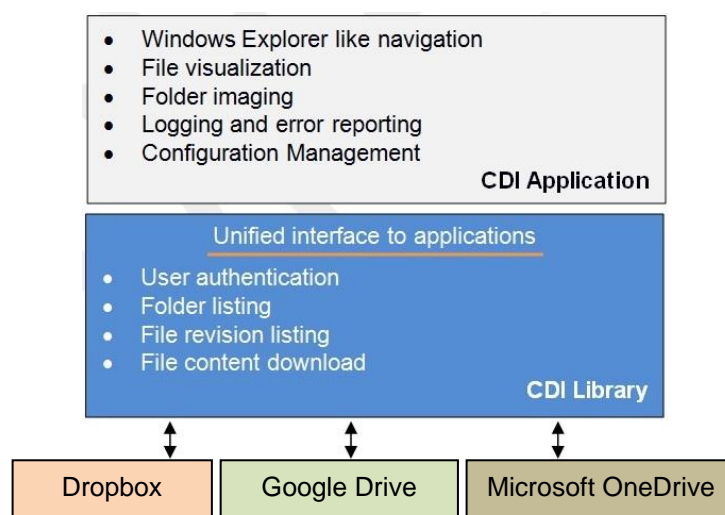 • Windows Explorer like navigation
• File visualization
• Folder imaging
• Logging and error reporting
• Configuration Management
CDI Application
Unified interface to applications
• User authentication
• Folder listing
• File revision listing
• File content download
CDI Library
Dropbox
Google Drive
Microsoft OneDrive